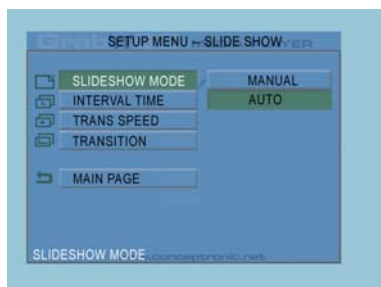 SETUP MENU ~ SLIDE SHOW
SLIDESHOW MODE
MANUAL
INTERVAL TIME
AUTO
TRANS SPEED
TRANSITION
MAIN PAGE
SLIDESHOW MODE